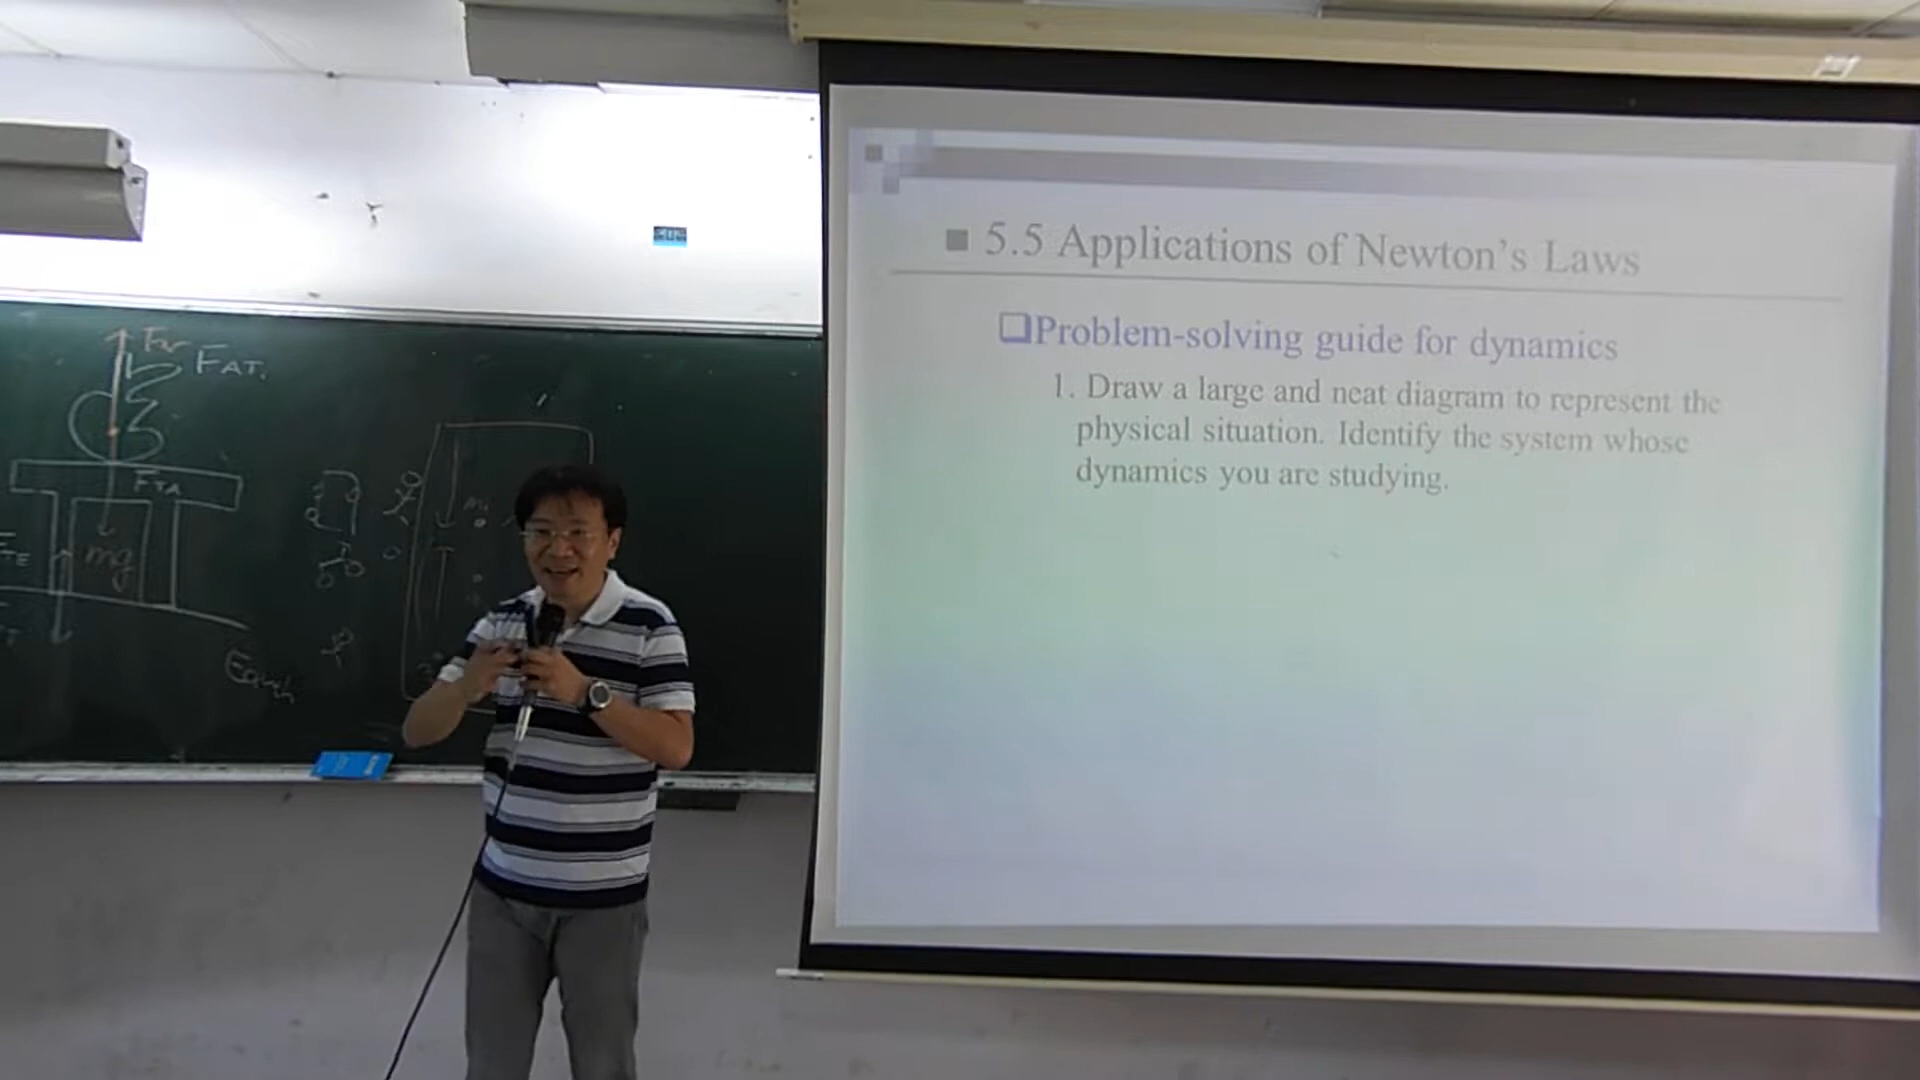 5.5 Applications of Newton's Laws
Problem-solving guide for dynamics
1. Draw a large and neat diagram to represent the
physical situation. Identify the system whose
dynamics you are studying.
FAT.
FTA
mg
Earth